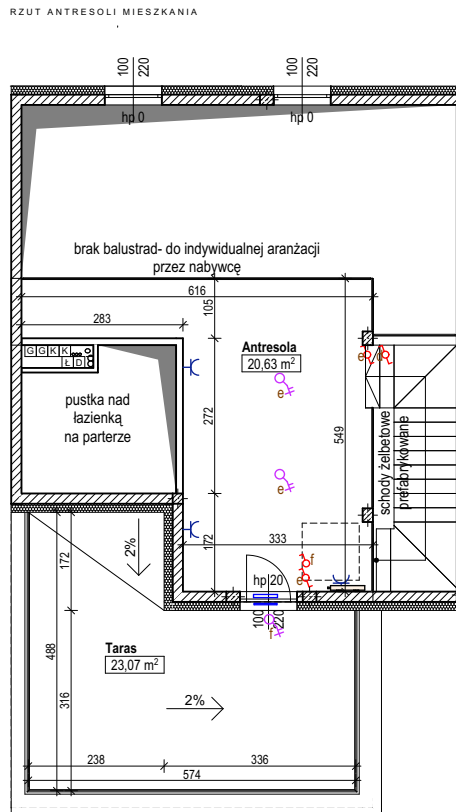 RZUT ANTRESOLI MIESZKANIA
100
220
100
220
hp 0
hp 0
brak balustrad- do indywidualnej aranżacji
przez nabywcę
616
105
283
G G K K
Ł D
Antresola
20,63 m²
e
e
pustka nad
łazienką
na parterze
272
e
549
schody żelbetowe
prefabrykowane
e
172
333
2%
172
f
e
hp 20
100
220
f
488
Taras
23,07 m²
316
2%
238
336
574